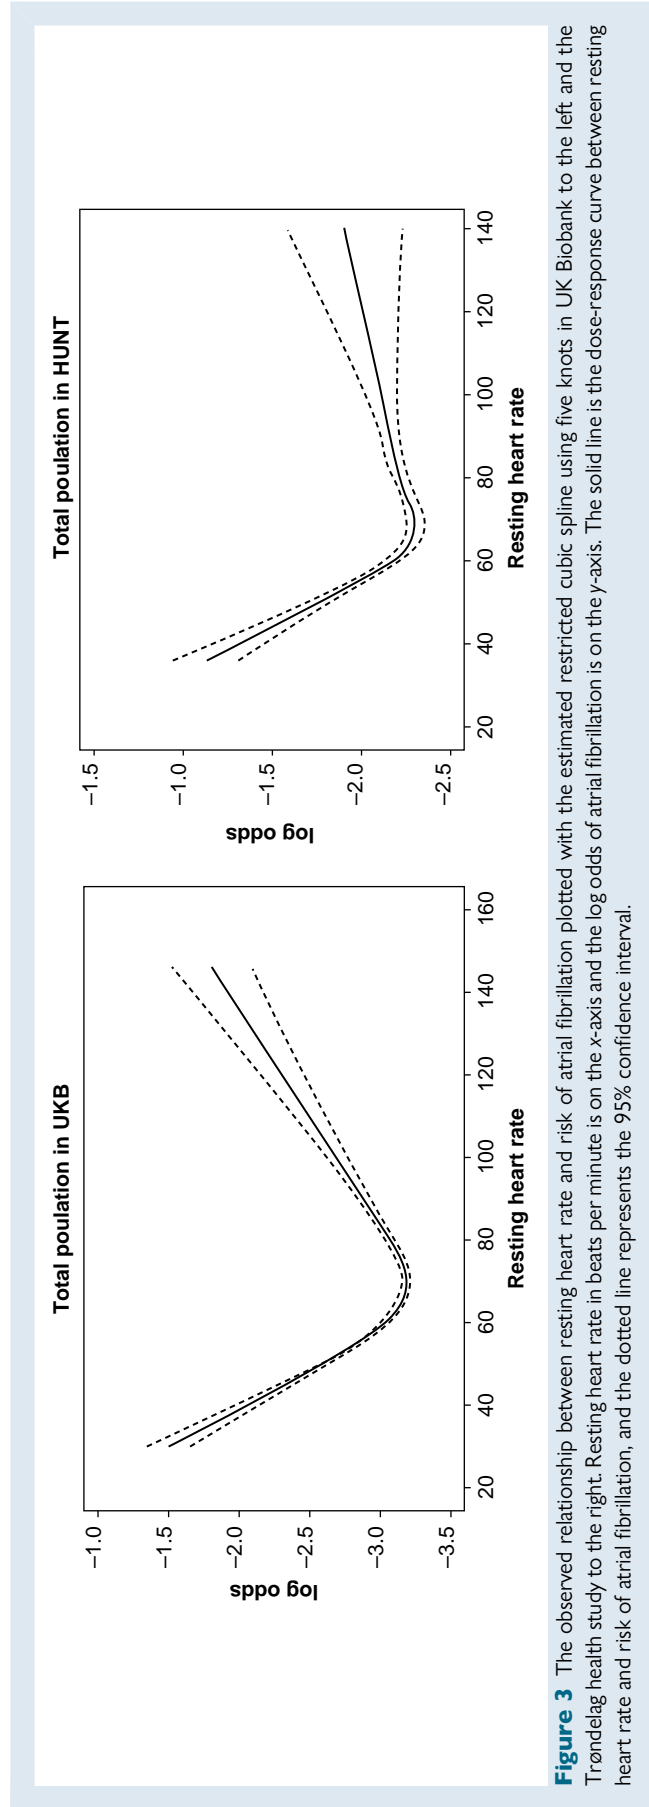 Total poulation in UKB
−1.0
−1.5
−2.0
−2.5
−3.0
−3.5
log odds
20 40 60 80 100 120 140 160
Resting heart rate
Total poulation in HUNT
−1.5
−1.0
−1.5
−2.0
−2.5
log odds
20 40 60 80 100 120 140
Resting heart rate
Figure 3 The observed relationship between resting heart rate and risk of atrial fibrillation plotted with the estimated restricted cubic spline using five knots in UK Biobank to the left and the
Trøndelag health study to the right. Resting heart rate in beats per minute is on the x-axis and the log odds of atrial fibrillation is on the y-axis. The solid line is the dose-response curve between resting
heart rate and risk of atrial fibrillation, and the dotted line represents the 95% confidence interval.